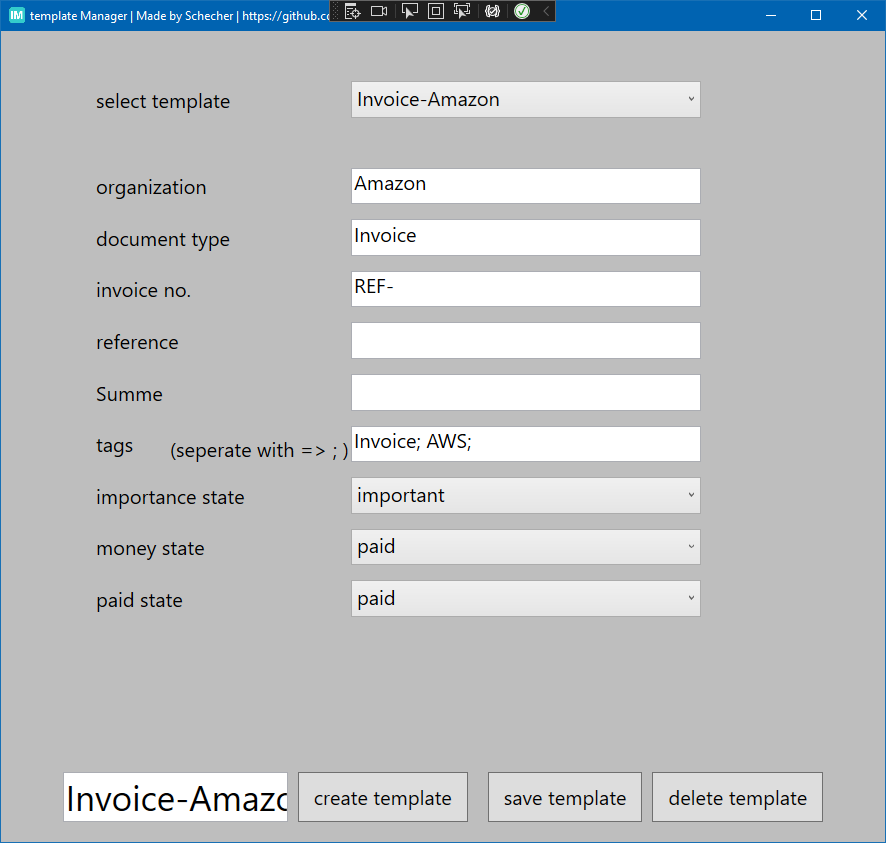 IM template Manager | Made by Schecher | https://github.cc
select template Invoice-Amazon
organization Amazon
document type Invoice
invoice no. REF-
reference
Summe
tags (seperate with => ; ) Invoice; AWS;
importance state important
money state paid
paid state paid
Invoice-Amazo create template save template delete template